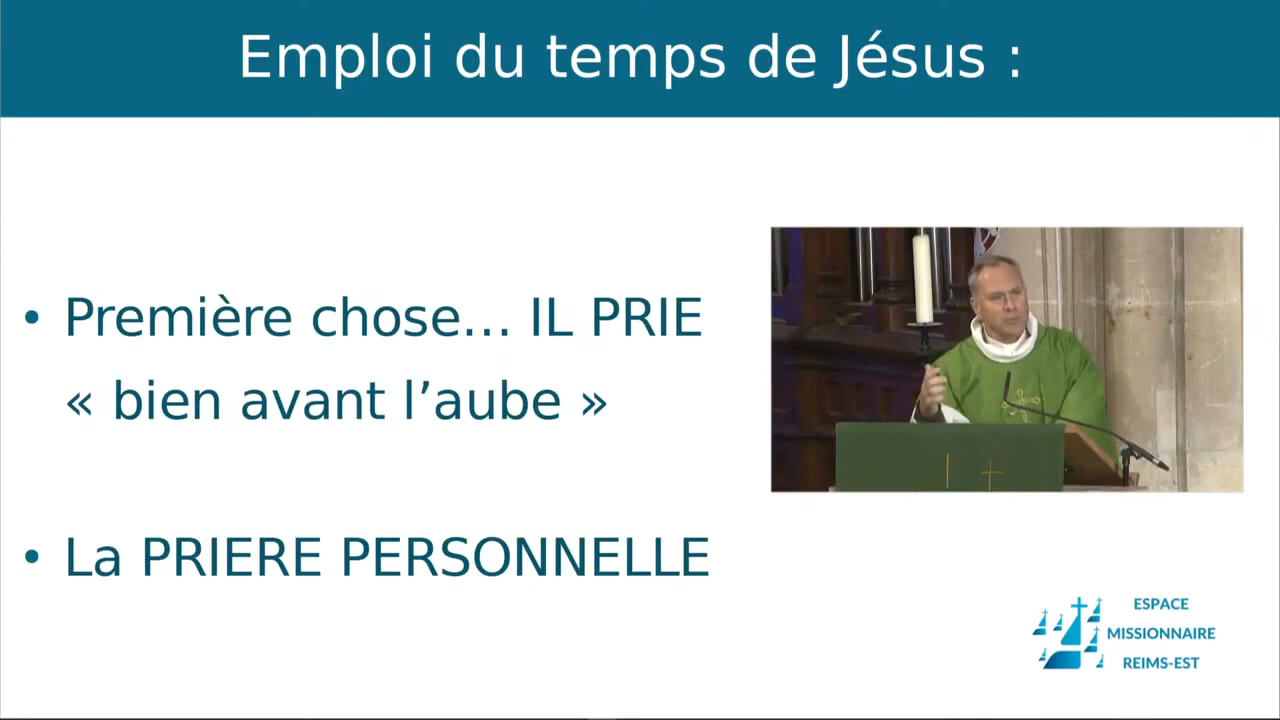 Emploi du temps de Jésus :
• Première chose... IL PRIE
« bien avant l’aube »
• La PRIERE PERSONNELLE
ESPACE
MISSIONNAIRE
REIMS-EST